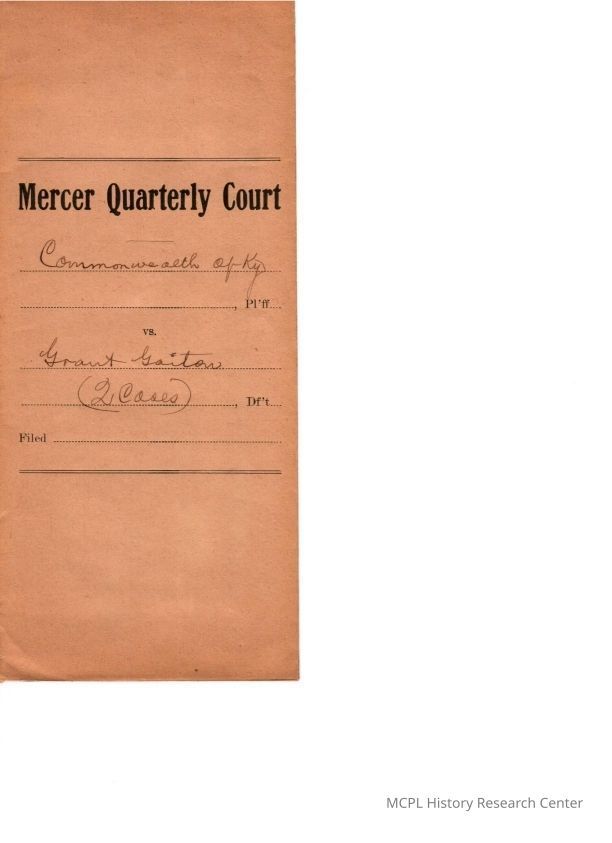 Mercer Quarterly Court
Commonwealth of Ky
, Pl'ff.
vs.
Grant Gaiton
(2 Cases)
, Df't.
Filed
MCPL History Research Center